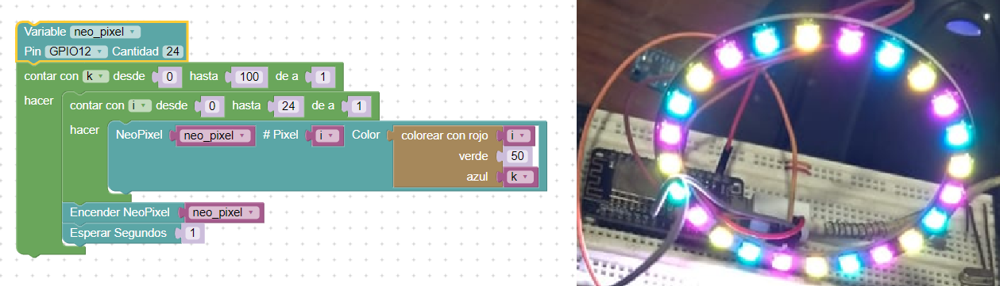 Variable neo_pixel
Pin GPIO12 Cantidad 24
contar con k desde 0 hasta 100 de a 1
hacer
contar con i desde 0 hasta 24 de a 1
hacer
NeoPixel neo_pixel # Pixel i Color colorear con rojo i
verde 50
azul k
Encender NeoPixel neo_pixel
Esperar Segundos 1